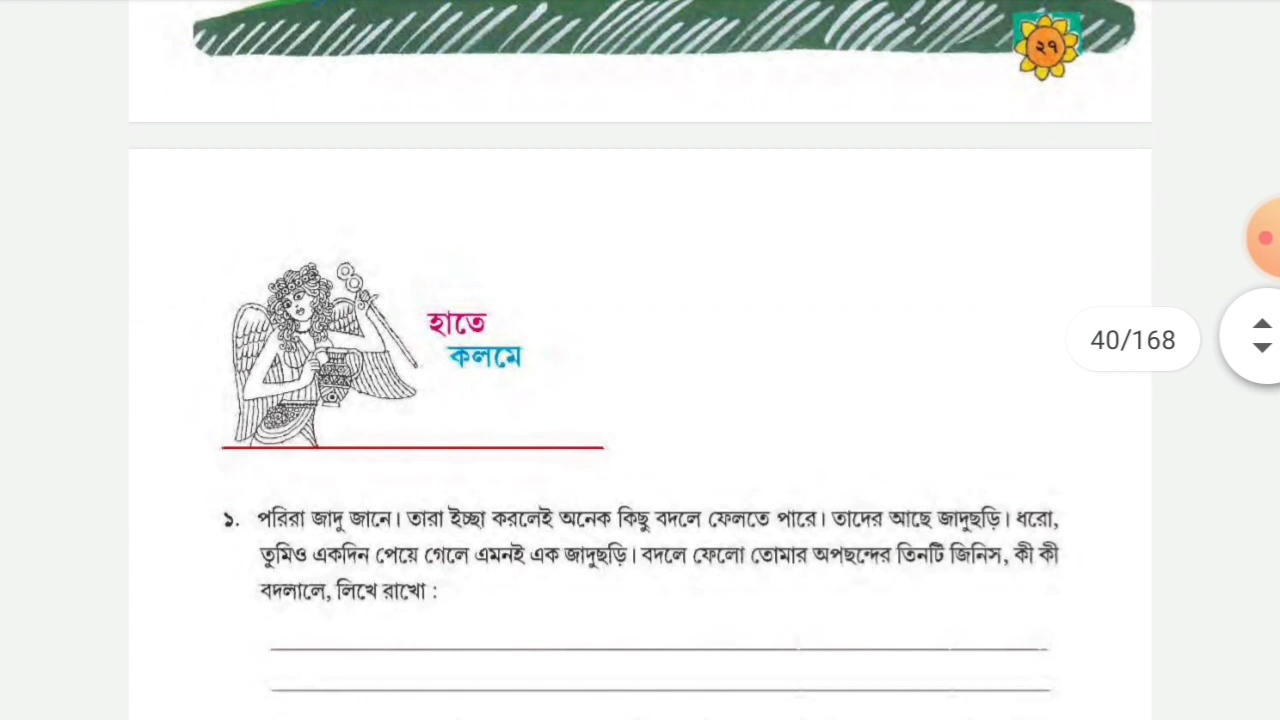 ২৭
হাতে
কলমে
40/168
১. পরিরা জাদু জানে। তারা ইচ্ছা করলেই অনেক কিছু বদলে ফেলতে পারে। তাদের আছে জাদুছড়ি। ধরো,
তুমিও একদিন পেয়ে গেলে এমনই এক জাদুছড়ি। বদলে ফেলো তোমার অপছন্দের তিনটি জিনিস, কী কী
বদলালে, লিখে রাখো :